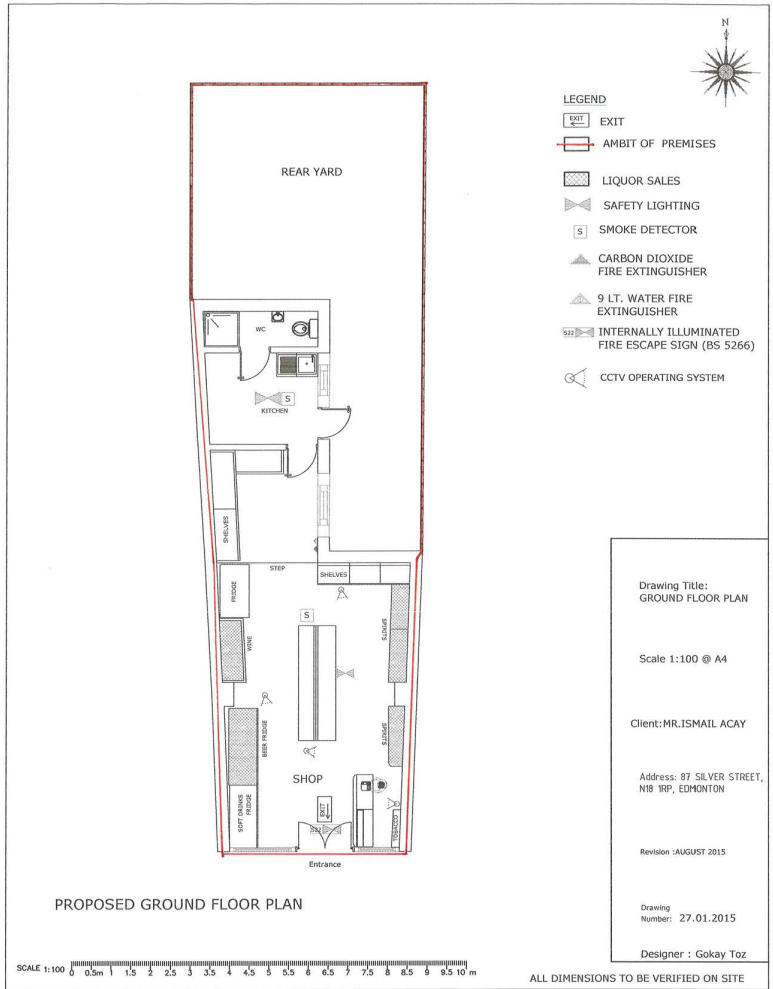 N
LEGEND
EXIT
EXIT
AMBIT OF PREMISES
LIQUOR SALES
SAFETY LIGHTING
S
SMOKE DETECTOR
CARBON DIOXIDE
FIRE EXTINGUISHER
9 LT. WATER FIRE
EXTINGUISHER
S22
INTERNALLY ILLUMINATED
FIRE ESCAPE SIGN (BS 5266)
CCTV OPERATING SYSTEM
REAR YARD
WC
S
KITCHEN
SHELVES
STEP
SHELVES
FRIDGE
S
SPIRITS
WINE
BEER FRIDGE
SPIRITS
SHOP
SOFT DRINKS
FRIDGE
EXIT
S22
TOBACCO
Entrance
PROPOSED GROUND FLOOR PLAN
Drawing Title:
GROUND FLOOR PLAN
Scale 1:100 @ A4
Client:MR.ISMAIL ACAY
Address: 87 SILVER STREET,
N18 1RP, EDMONTON
Revision :AUGUST 2015
Drawing
Number: 27.01.2015
Designer : Gokay Toz
SCALE 1:100 0 0.5m 1 1.5 2 2.5 3 3.5 4 4.5 5 5.5 6 6.5 7 7.5 8 8.5 9 9.5 10 m
ALL DIMENSIONS TO BE VERIFIED ON SITE